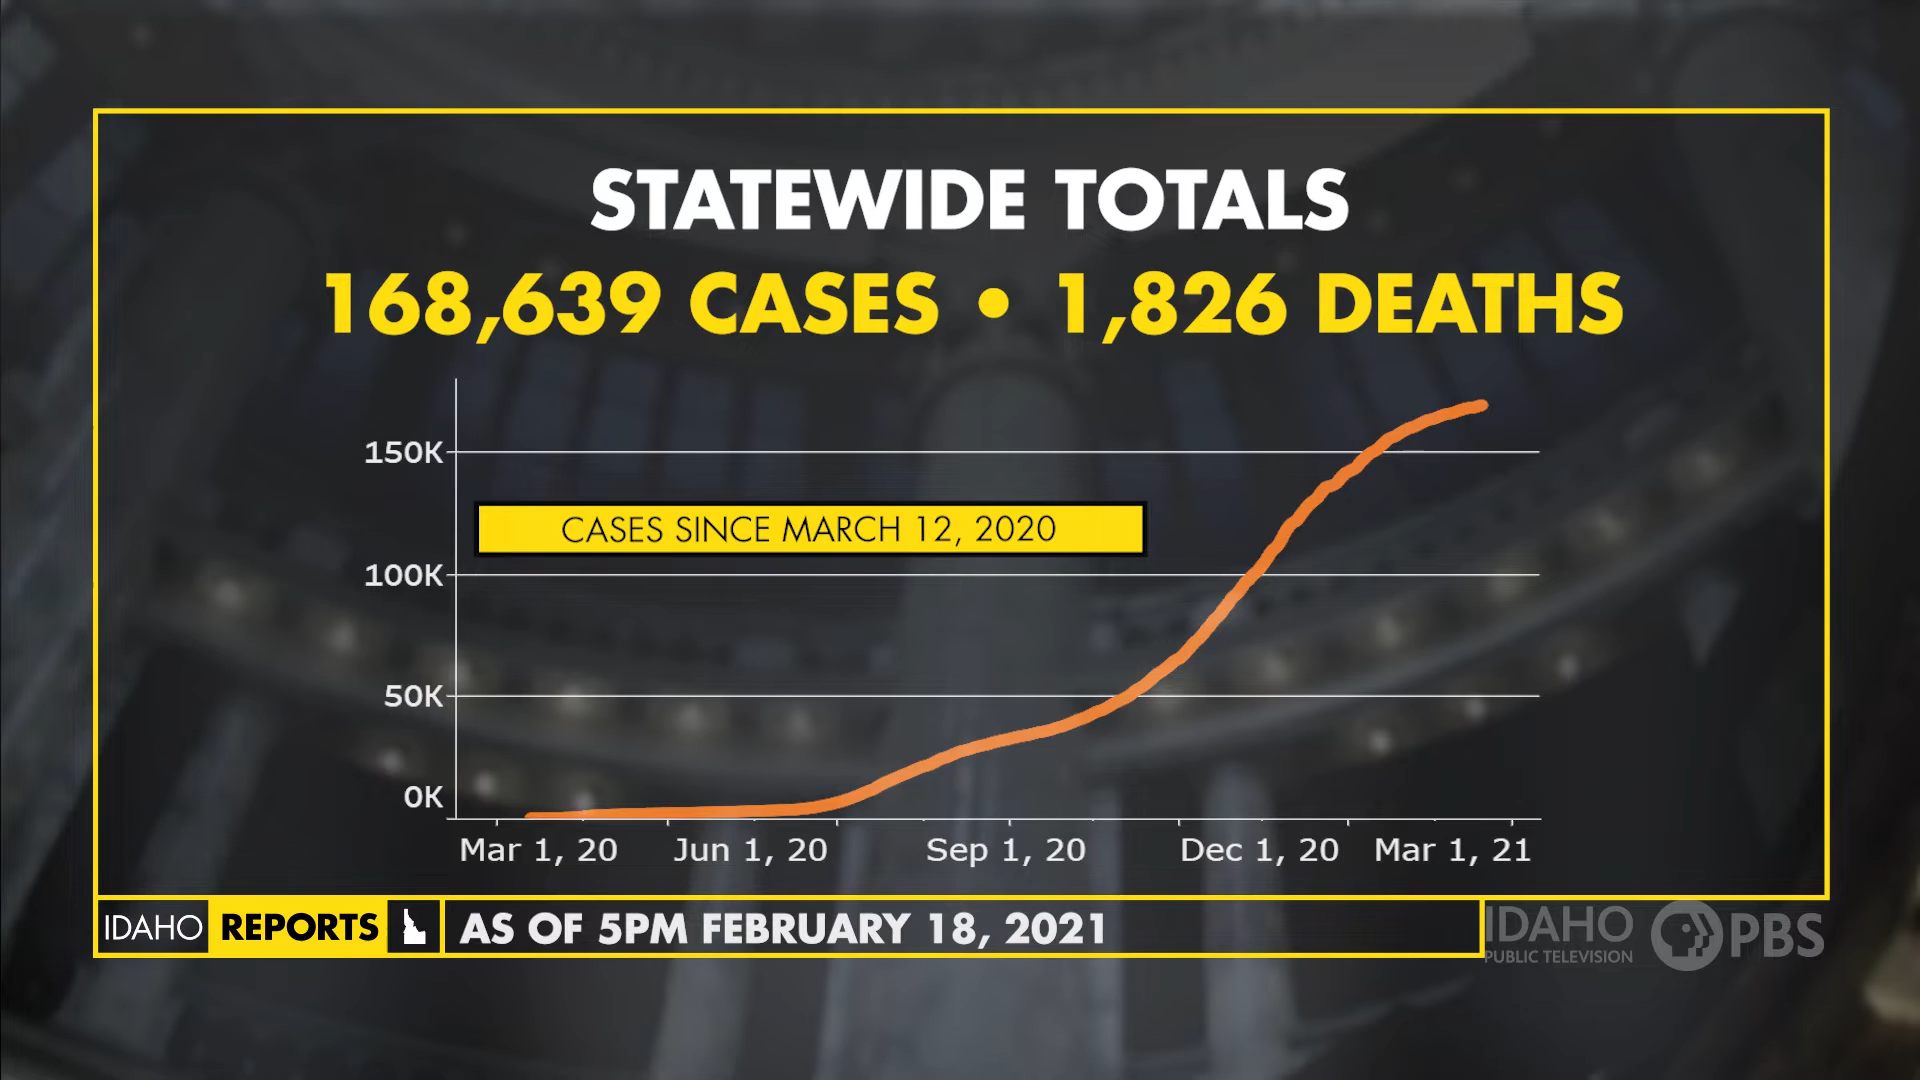 STATEWIDE TOTALS
168,639 CASES • 1,826 DEATHS
150K
CASES SINCE MARCH 12, 2020
100K
50K
0K
Mar 1, 20 Jun 1, 20 Sep 1, 20 Dec 1, 20 Mar 1, 21
IDAHO REPORTS AS OF 5PM FEBRUARY 18, 2021
IDAHO
PUBLIC TELEVISION
PBS